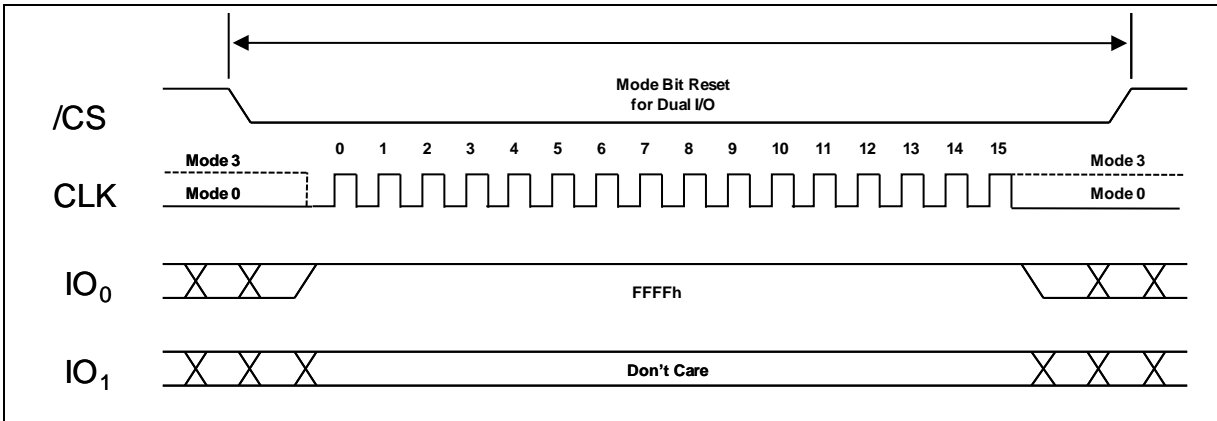 Mode Bit Reset
for Dual I/O
/CS
0 1 2 3 4 5 6 7 8 9 10 11 12 13 14 15
Mode 3
Mode 3
CLK
Mode 0
Mode 0
IO0
FFFFh
IO1
Don't Care